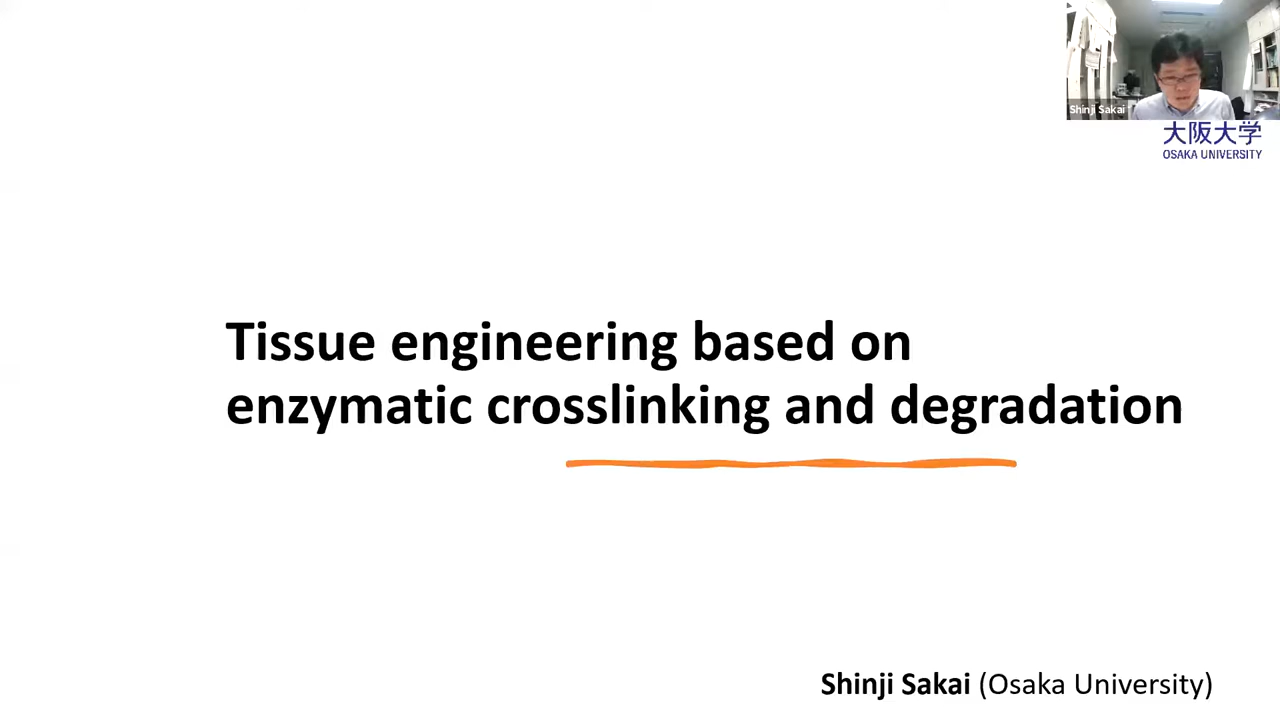 Shinji Sakai
大阪大学
OSAKA UNIVERSITY
Tissue engineering based on
enzymatic crosslinking and degradation
Shinji Sakai (Osaka University)